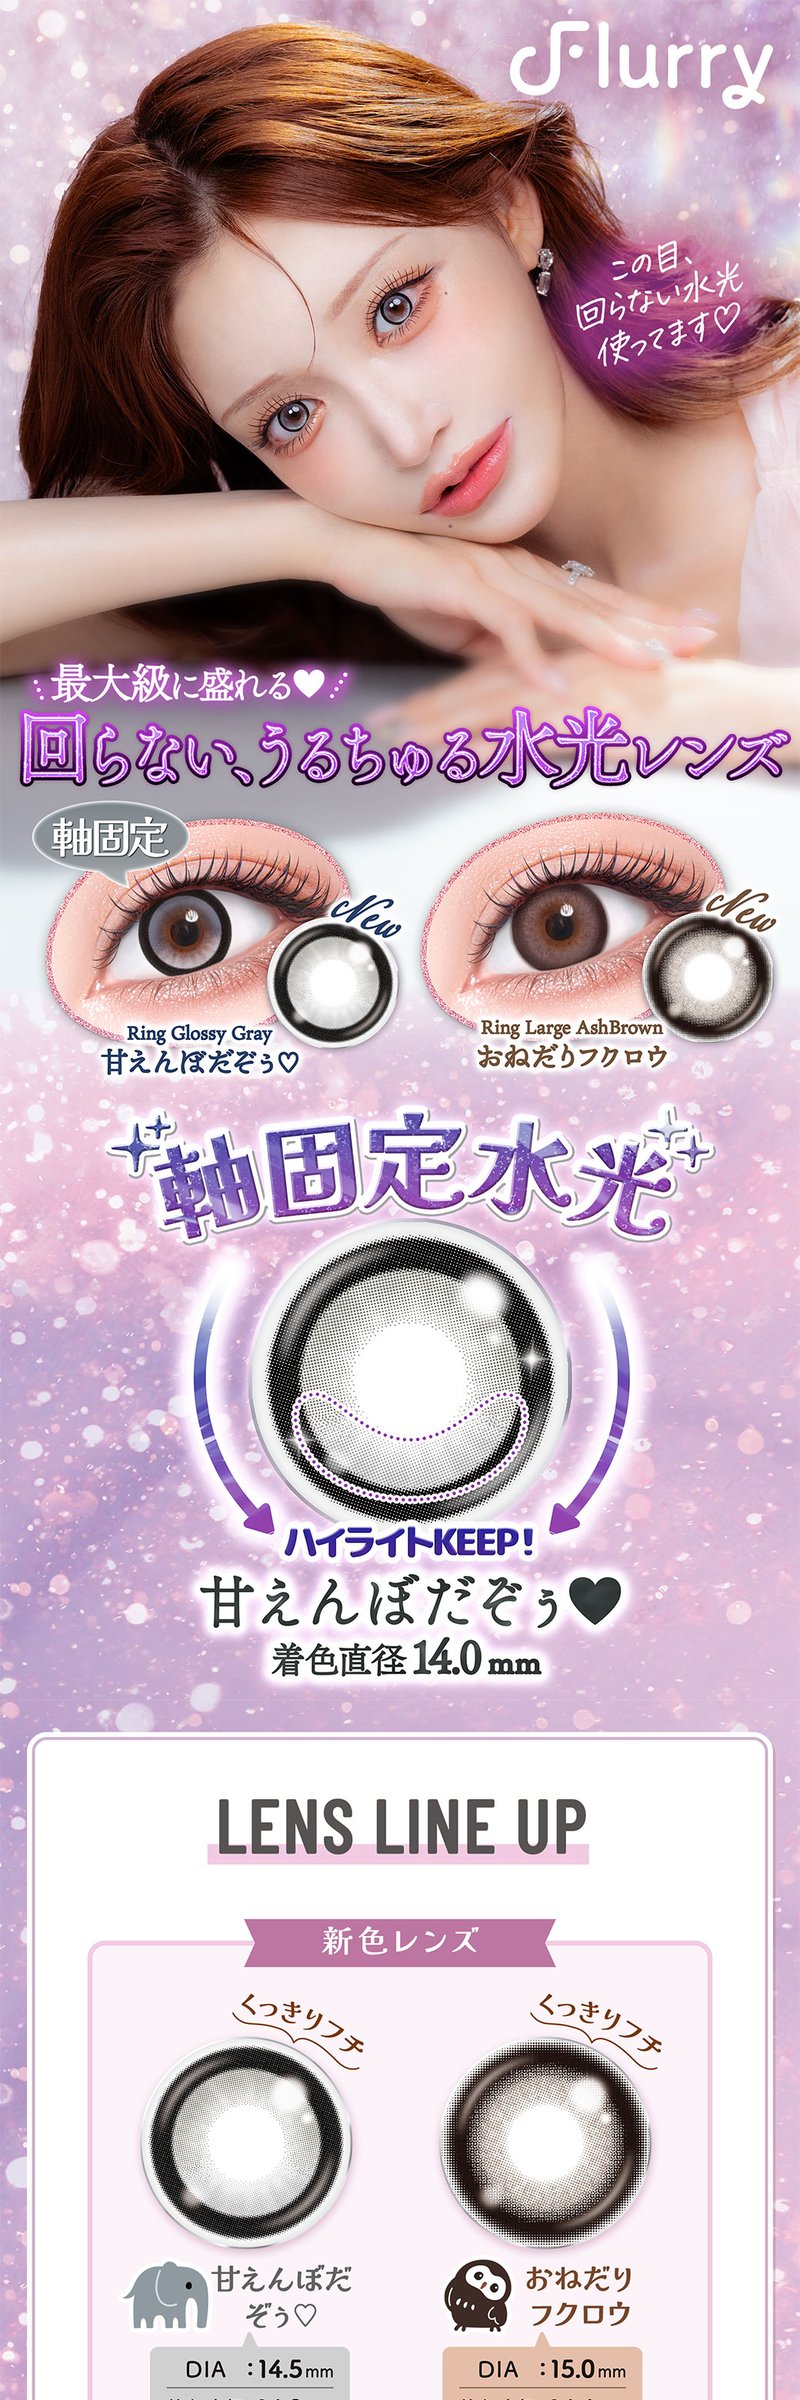 Flurry
この目、
回らない水光
使ってます♡
最大級に盛れる♥
回らない、うるちゅる水光レンズ
軸固定
New
New
Ring Glossy Gray
甘えんぼだぞぅ♡
Ring Large AshBrown
おねだりフクロウ
軸固定水光
ハイライトKEEP!
甘えんぼだぞぅ♥
着色直径14.0mm
LENS LINE UP
新色レンズ
くっきりフチ
くっきりフチ
甘えんぼだ
ぞぅ♡
おねだり
フクロウ
DIA :14.5mm
DIA :15.0mm